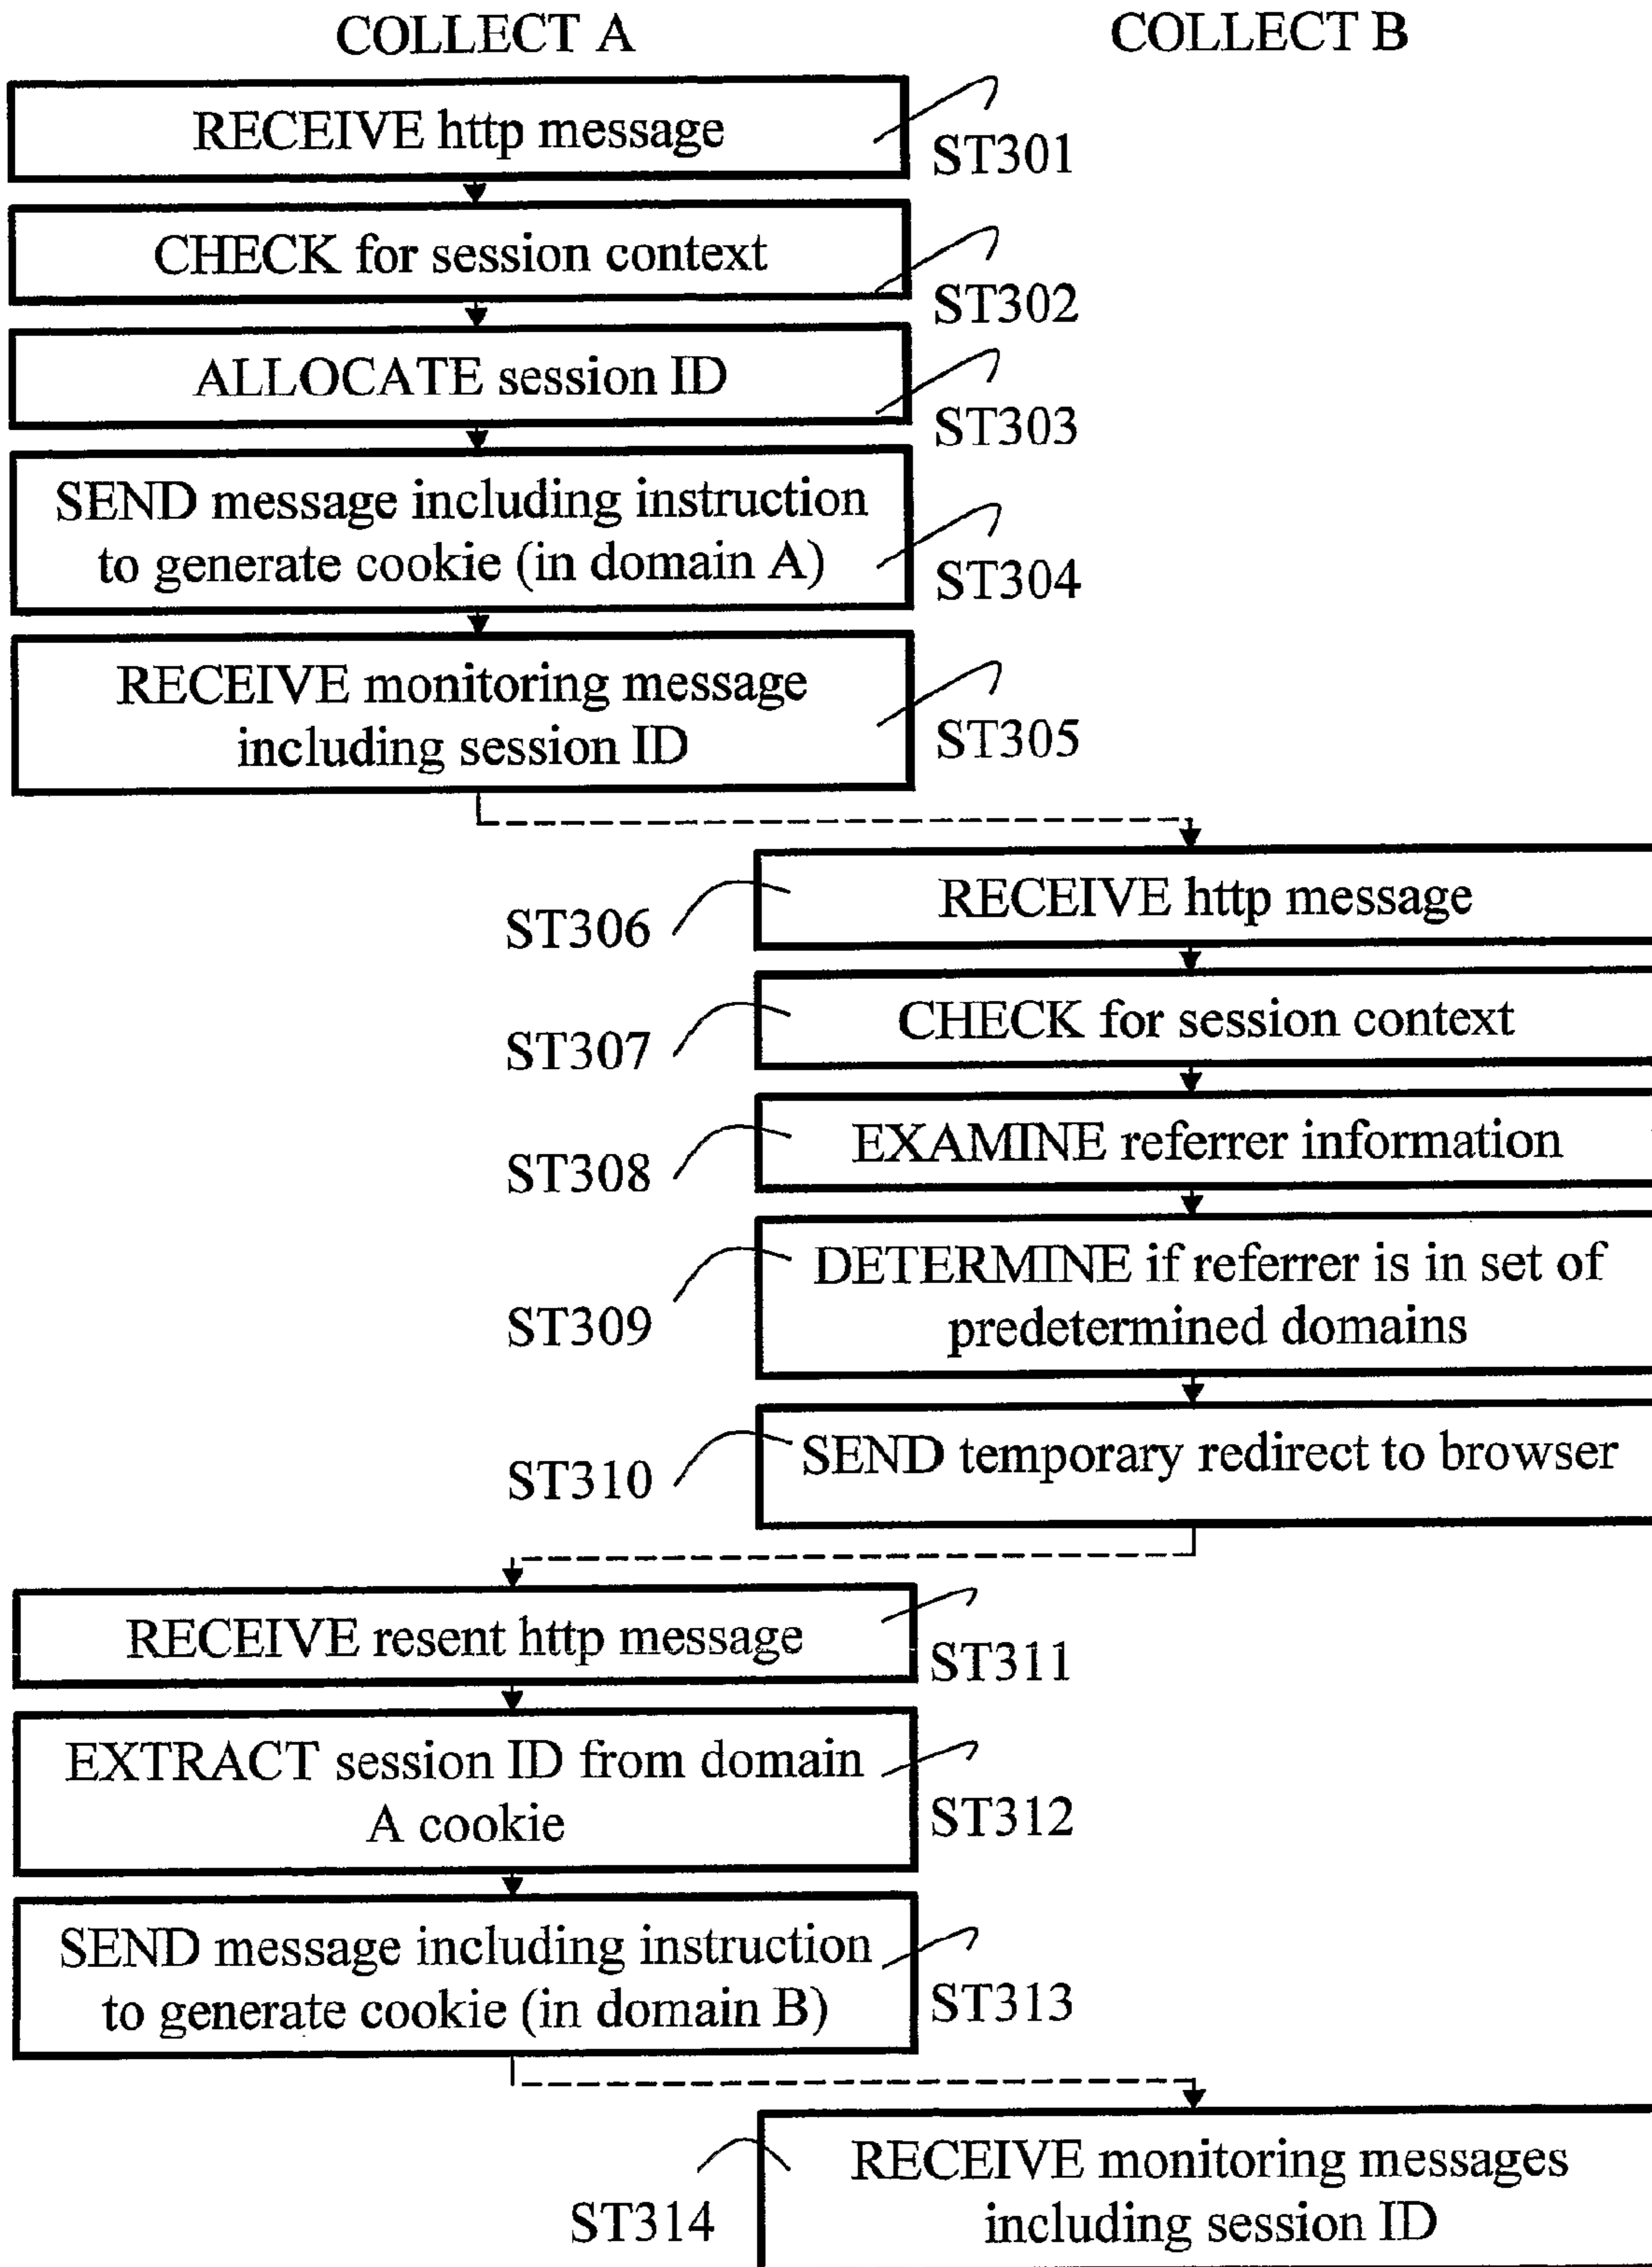 COLLECT A
COLLECT B
RECEIVE http message
ST301
CHECK for session context
ST302
ALLOCATE session ID
ST303
SEND message including instruction
to generate cookie (in domain A)
ST304
RECEIVE monitoring message
including session ID
ST305
RECEIVE http message
ST306
CHECK for session context
ST307
EXAMINE referrer information
ST308
DETERMINE if referrer is in set of
predetermined domains
ST309
SEND temporary redirect to browser
ST310
RECEIVE resent http message
ST311
EXTRACT session ID from domain
A cookie
ST312
SEND message including instruction
to generate cookie (in domain B)
ST313
RECEIVE monitoring messages
including session ID
ST314